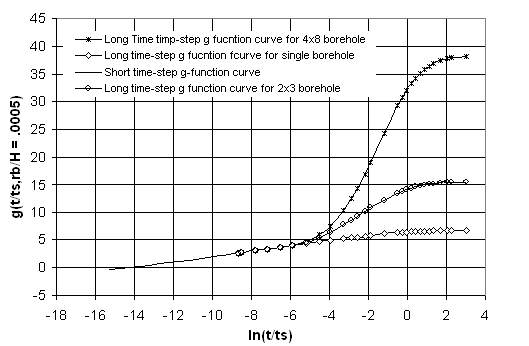 45
40
35
30
25
20
15
10
5
0
-5
g(t/ts,rb/H = .0005)
Long Time timp-step g fucntion curve for 4x8 borehole
Long time-step g fucntion fcurve for single borehole
Short time-step g-function curve
Long time-step g function curve for 2x3 borehole
-18 -16 -14 -12 -10 -8 -6 -4 -2 0 2 4
ln(t/ts)